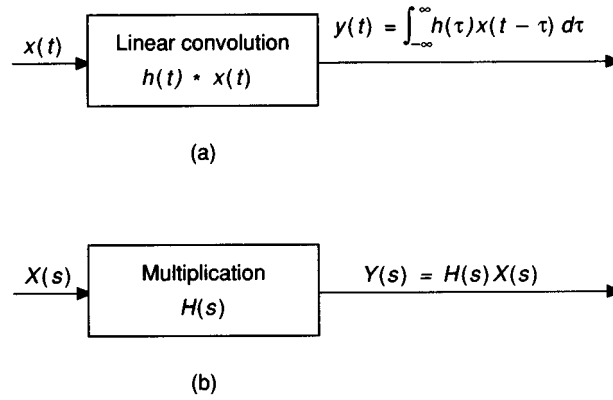 x(t)
Linear convolution
h(t) * x(t)
y(t) = ∫_{-∞}^{∞} h(τ)x(t − τ) dτ
(a)
X(s)
Multiplication
H(s)
Y(s) = H(s)X(s)
(b)